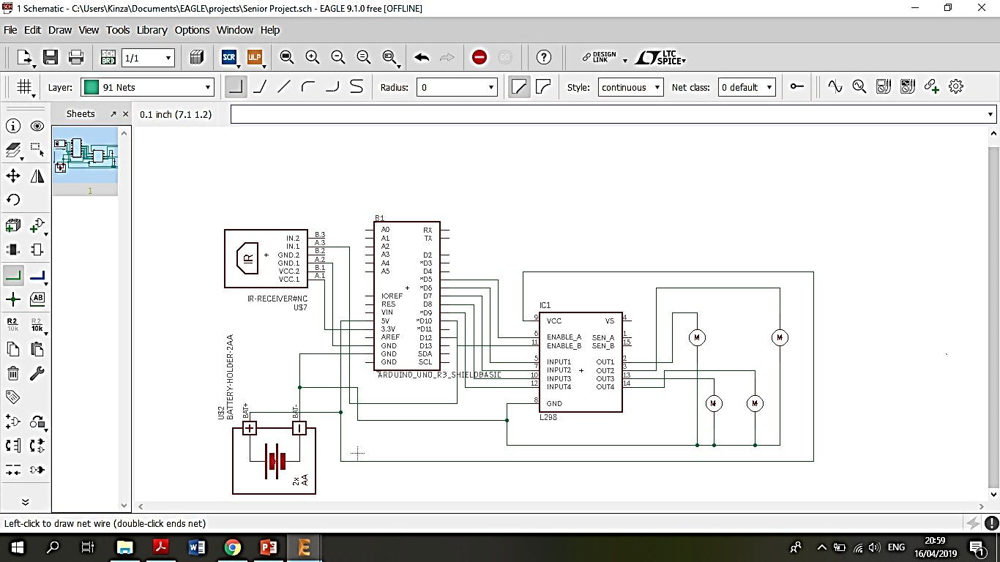 1 Schematic - C:\Users\Kinza\Documents\EAGLE\projects\Senior Project.sch - EAGLE 9.1.0 free [OFFLINE]
File Edit Draw View Tools Library Options Window Help
SCH BRD 1/1 SCR ULP GO DESIGN LINK LTC SPICE
Layer: 91 Nets Radius: 0 Style: continuous Net class: 0 default
Sheets 0.1 inch (7.1 1.2)
1
AB
R2 10k R2 10k
IR
IN.2 B.3
IN.1 A.3
GND.2 B.2
GND.1 A.2
VCC.2 B.1
VCC.1 A.1
IR-RECEIVER#NC
U$7
R1
A0 RX
A1 TX
A2
A3 D2
A4 *D3
A5 D4
*D5
*D6
IOREF D7
RES D8
VIN *D9
5V *D10
3.3V *D11
AREF D12
GND D13
GND SDA
GND SCL
ARDUINO_UNO_R3_SHIELDBASIC
IC1
9 VCC VS 4
6 ENABLE_A SEN_A 1
11 ENABLE_B SEN_B 15
5 INPUT1 OUT1 2
7 INPUT2 OUT2 3
10 INPUT3 OUT3 13
12 INPUT4 OUT4 14
8 GND
L298
M M
M M
U$2
BATTERY-HOLDER-2AA
BAT+ BAT-
2x
AA
Left-click to draw net wire (double-click ends net)
ENG 20:59
16/04/2019
1